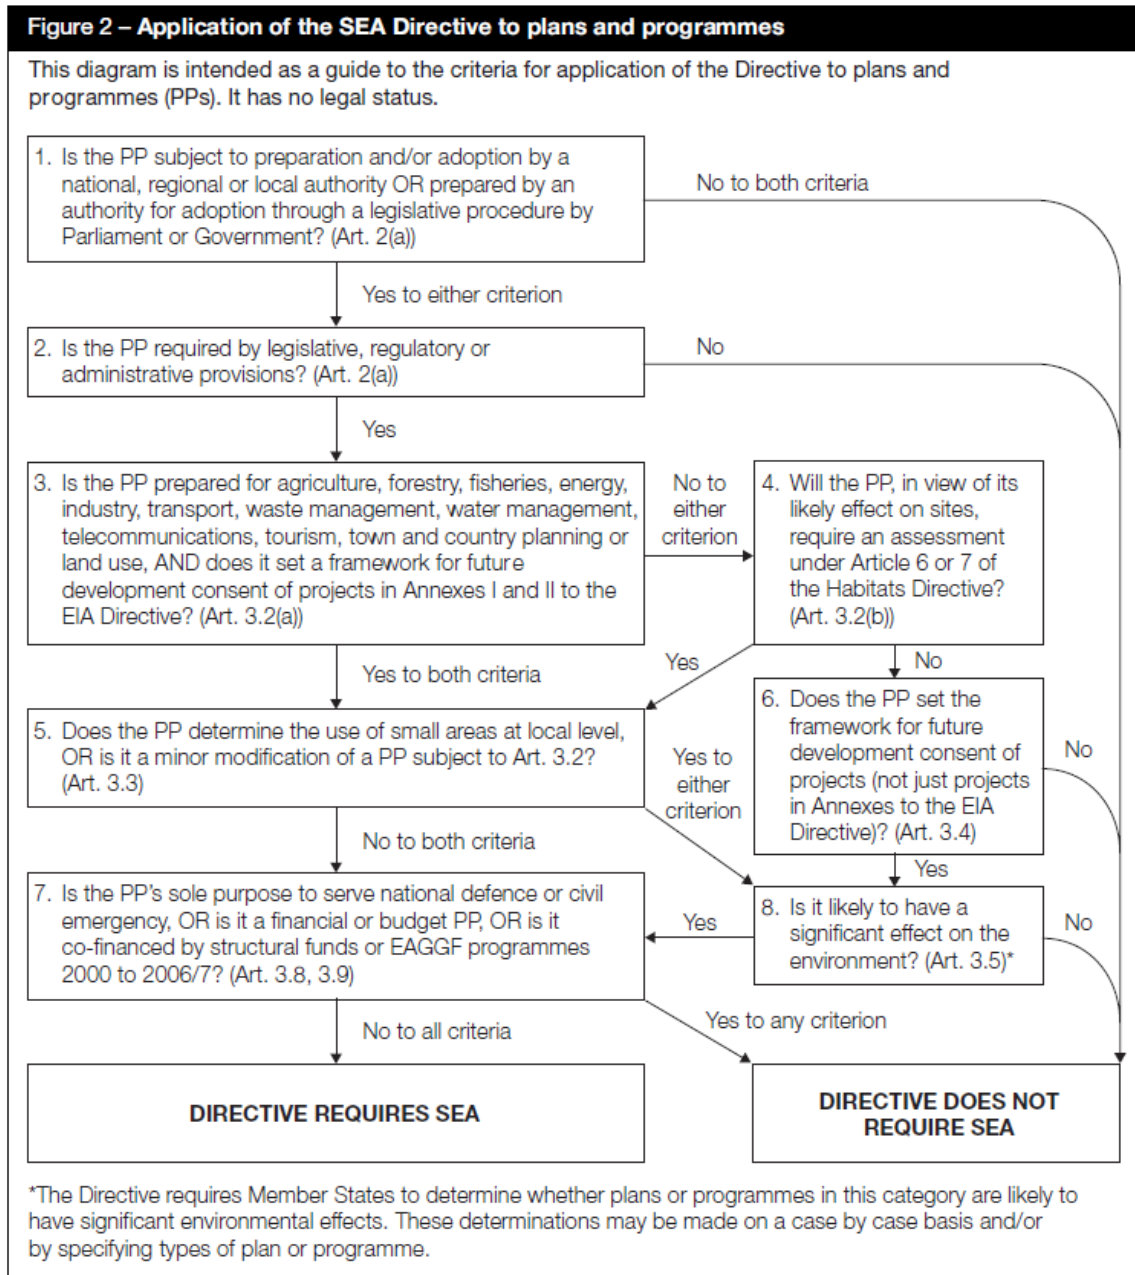 Figure 2 – Application of the SEA Directive to plans and programmes
This diagram is intended as a guide to the criteria for application of the Directive to plans and
programmes (PPs). It has no legal status.
1. Is the PP subject to preparation and/or adoption by a
national, regional or local authority OR prepared by an
authority for adoption through a legislative procedure by
Parliament or Government? (Art. 2(a))
No to both criteria
Yes to either criterion
2. Is the PP required by legislative, regulatory or
administrative provisions? (Art. 2(a))
No
Yes
3. Is the PP prepared for agriculture, forestry, fisheries, energy,
industry, transport, waste management, water management,
telecommunications, tourism, town and country planning or
land use, AND does it set a framework for future
development consent of projects in Annexes I and II to the
EIA Directive? (Art. 3.2(a))
No to
either
criterion
4. Will the PP, in view of its
likely effect on sites,
require an assessment
under Article 6 or 7 of
the Habitats Directive?
(Art. 3.2(b))
Yes to both criteria
Yes
No
5. Does the PP determine the use of small areas at local level,
OR is it a minor modification of a PP subject to Art. 3.2?
(Art. 3.3)
Yes to
either
criterion
6. Does the PP set the
framework for future
development consent of
projects (not just projects
in Annexes to the EIA
Directive)? (Art. 3.4)
No
No to both criteria
Yes
7. Is the PP's sole purpose to serve national defence or civil
emergency, OR is it a financial or budget PP, OR is it
co-financed by structural funds or EAGGF programmes
2000 to 2006/7? (Art. 3.8, 3.9)
Yes
8. Is it likely to have a
significant effect on the
environment? (Art. 3.5)*
No
No to all criteria
Yes to any criterion
DIRECTIVE REQUIRES SEA
DIRECTIVE DOES NOT
REQUIRE SEA
*The Directive requires Member States to determine whether plans or programmes in this category are likely to
have significant environmental effects. These determinations may be made on a case by case basis and/or
by specifying types of plan or programme.